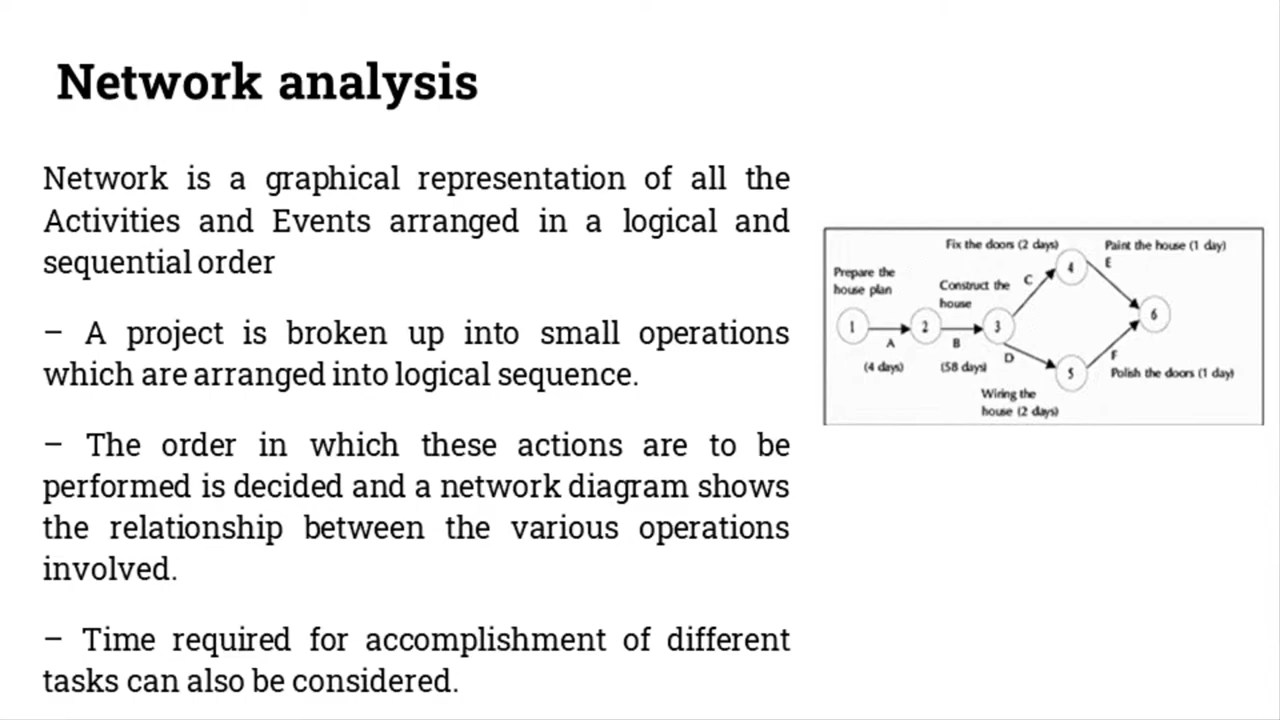 Network analysis
Network is a graphical representation of all the
Activities and Events arranged in a logical and
sequential order
– A project is broken up into small operations
which are arranged into logical sequence.
– The order in which these actions are to be
performed is decided and a network diagram shows
the relationship between the various operations
involved.
– Time required for accomplishment of different
tasks can also be considered.
Fix the doors (2 days)
Paint the house (1 day)
Prepare the
house plan
Construct the
house
C
4
E
1
2
3
6
A
B
D
F
(4 days)
(58 days)
5
Polish the doors (1 day)
Wiring the
house (2 days)